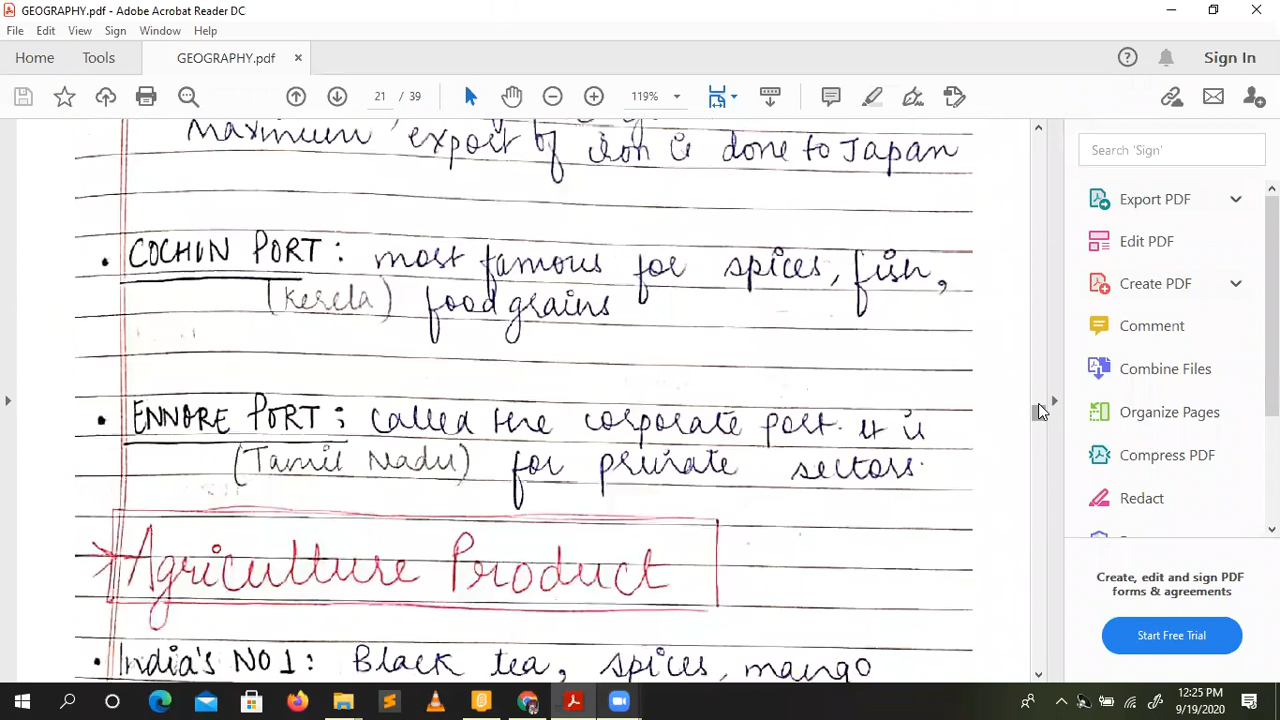 GEOGRAPHY.pdf - Adobe Acrobat Reader DC
File Edit View Sign Window Help
Home Tools GEOGRAPHY.pdf × Sign In
21 / 39 119%
Maximum export of iron is done to Japan
• COCHIN PORT : most famous for spices, fish,
(Kerela) food grains
• ENNORE PORT : called the corporate port. it is
(Tamil Nadu) for private sectors.
Agriculture Product
• India's NO 1 : Black tea, spices, mango
Search 'Sign'
Export PDF
Edit PDF
Create PDF
Comment
Combine Files
Organize Pages
Compress PDF
Redact
Create, edit and sign PDF
forms & agreements
Start Free Trial
12:25 PM
9/19/2020